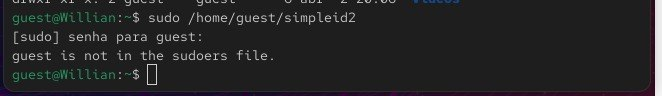 guest@Willian:~$ sudo /home/guest/simpleid2
[sudo] senha para guest:
guest is not in the sudoers file.
guest@Willian:~$